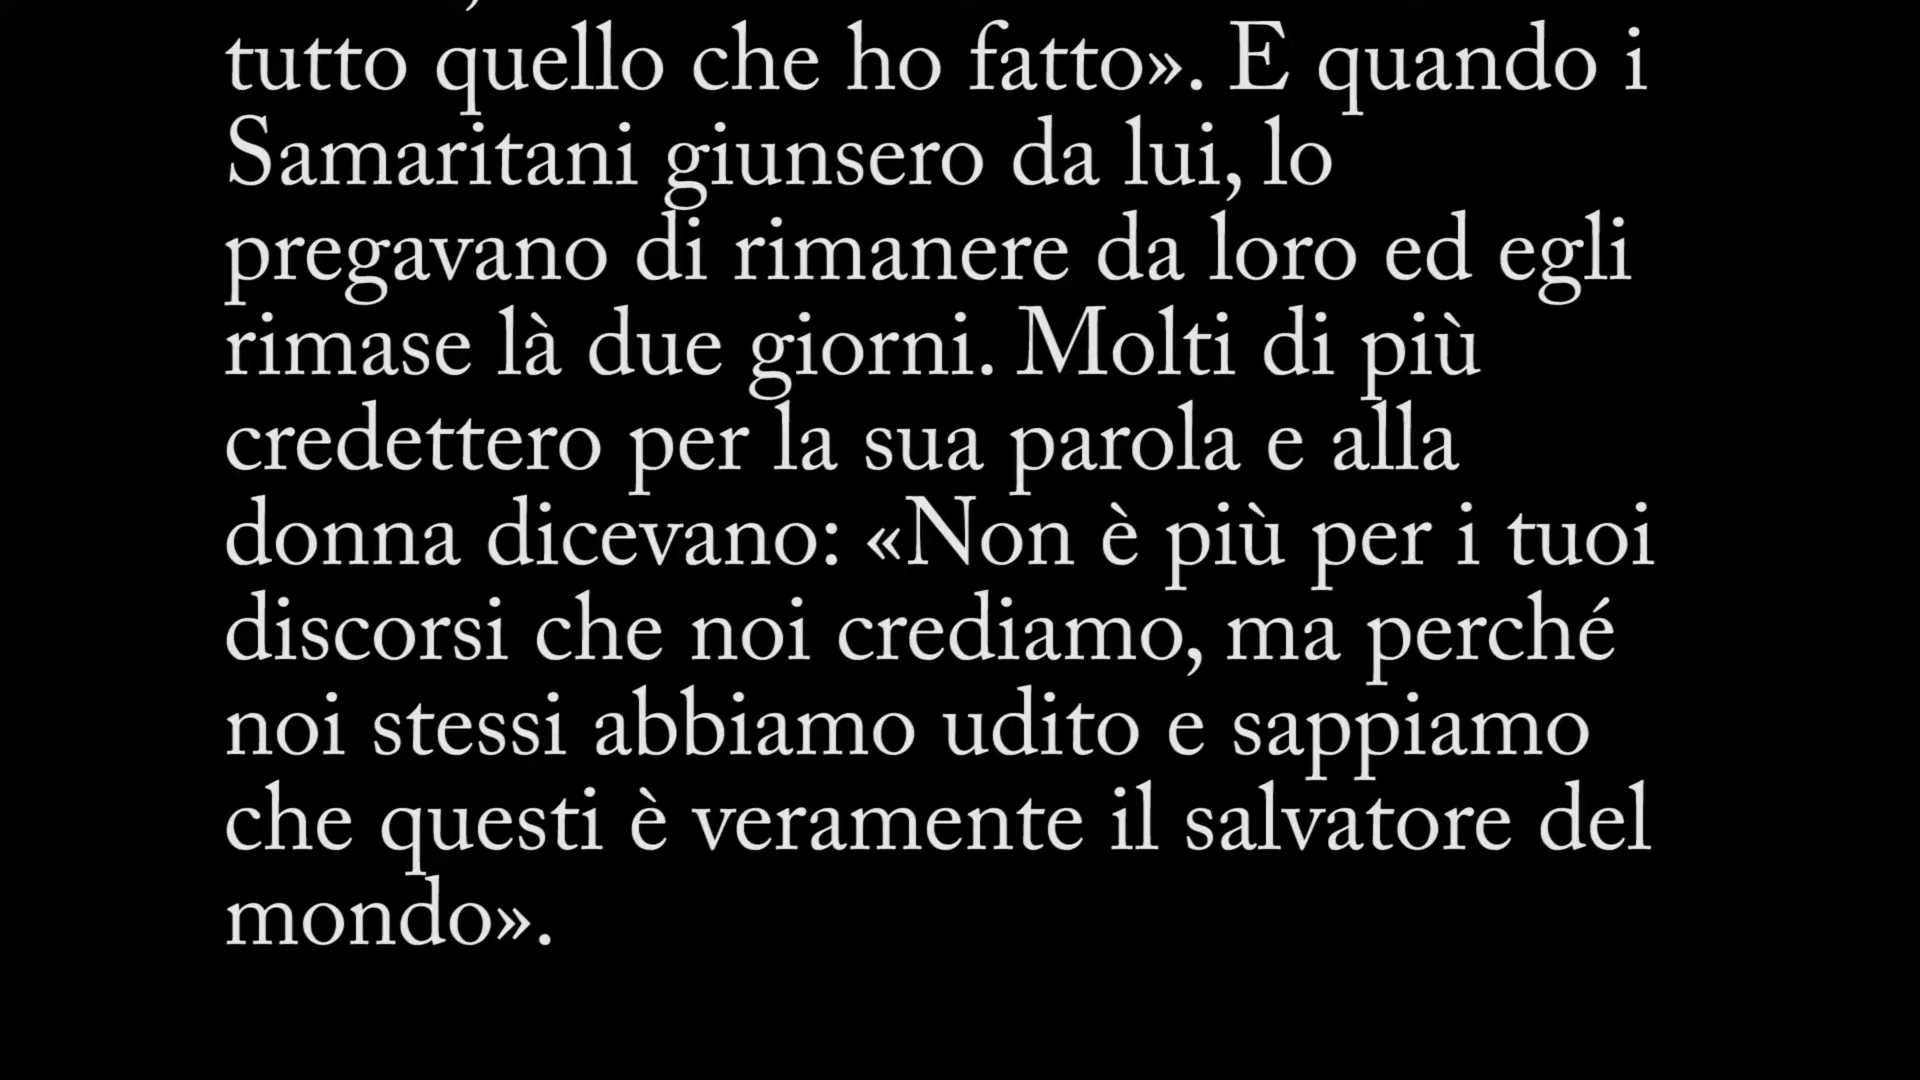 tutto quello che ho fatto». E quando i
Samaritani giunsero da lui, lo
pregavano di rimanere da loro ed egli
rimase là due giorni. Molti di più
credettero per la sua parola e alla
donna dicevano: «Non è più per i tuoi
discorsi che noi crediamo, ma perché
noi stessi abbiamo udito e sappiamo
che questi è veramente il salvatore del
mondo».